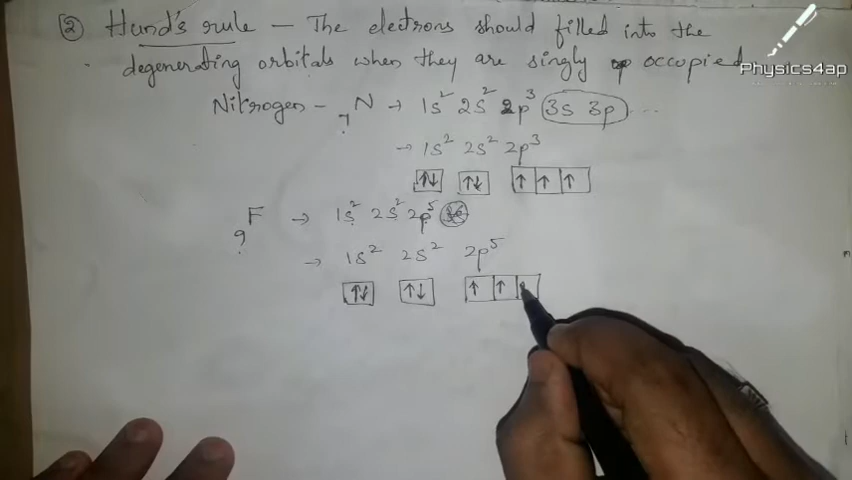 ② Hund's rule — The electrons should filled into the
degenerating orbitals when they are singly occupied
Physics4ap
Nitrogen - ₇N → 1s² 2s² 2p³ 3s 3p ...
→ 1s² 2s² 2p³
↑↓ ↑↓ ↑ ↑ ↑
₉F → 1s² 2s² 2p⁵
→ 1s² 2s² 2p⁵
↑↓ ↑↓ ↑ ↑